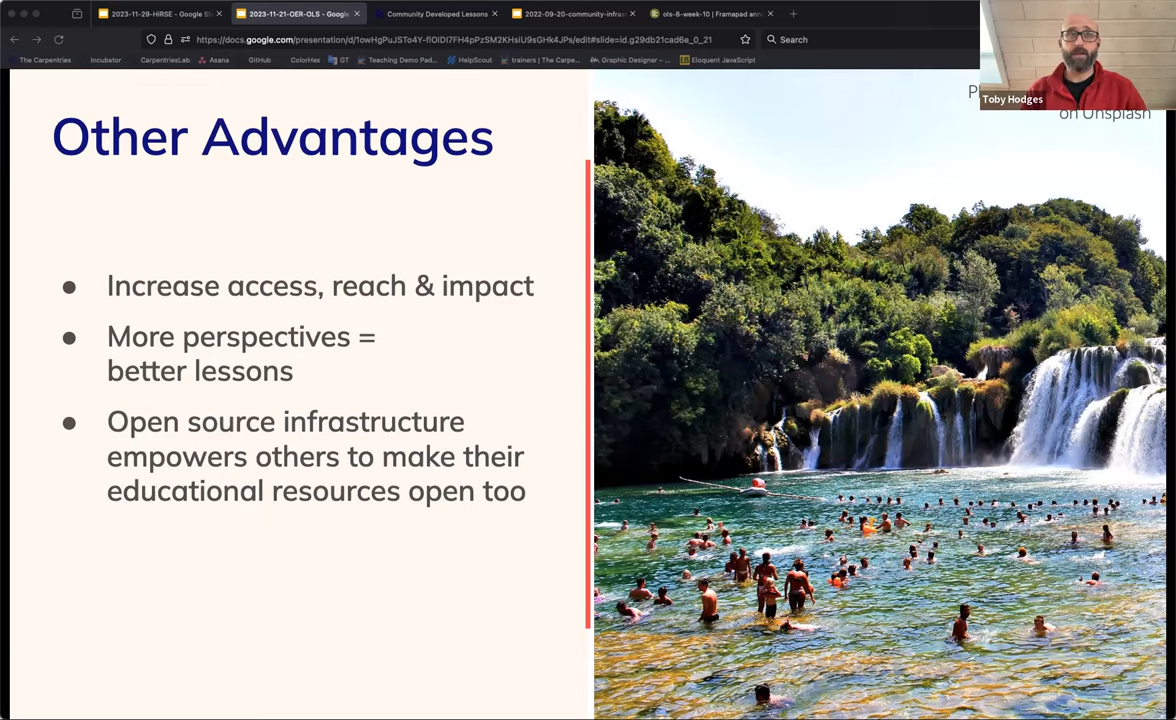 2023-11-29-HiRSE - Google Sli
2023-11-21-OER-OLS - Google
Community Developed Lessons
2022-09-20-community-infras
ols-8-week-10 | Framapad ann
https://docs.google.com/presentation/d/1owHgPuJSTo4Y-flOlDI7FH4pPzSM2KHsiU9sGHk4JPs/edit#slide=id.g29db21cad6e_0_21
Search
The Carpentries
Incubator
CarpentriesLab
Asana
GitHub
ColorHex
GT
Teaching Demo Pad...
HelpScout
trainers | The Carpe...
Graphic Designer – ...
Eloquent JavaScript
Toby Hodges
on Unsplash
Other Advantages
● Increase access, reach & impact
● More perspectives =
better lessons
● Open source infrastructure
empowers others to make their
educational resources open too